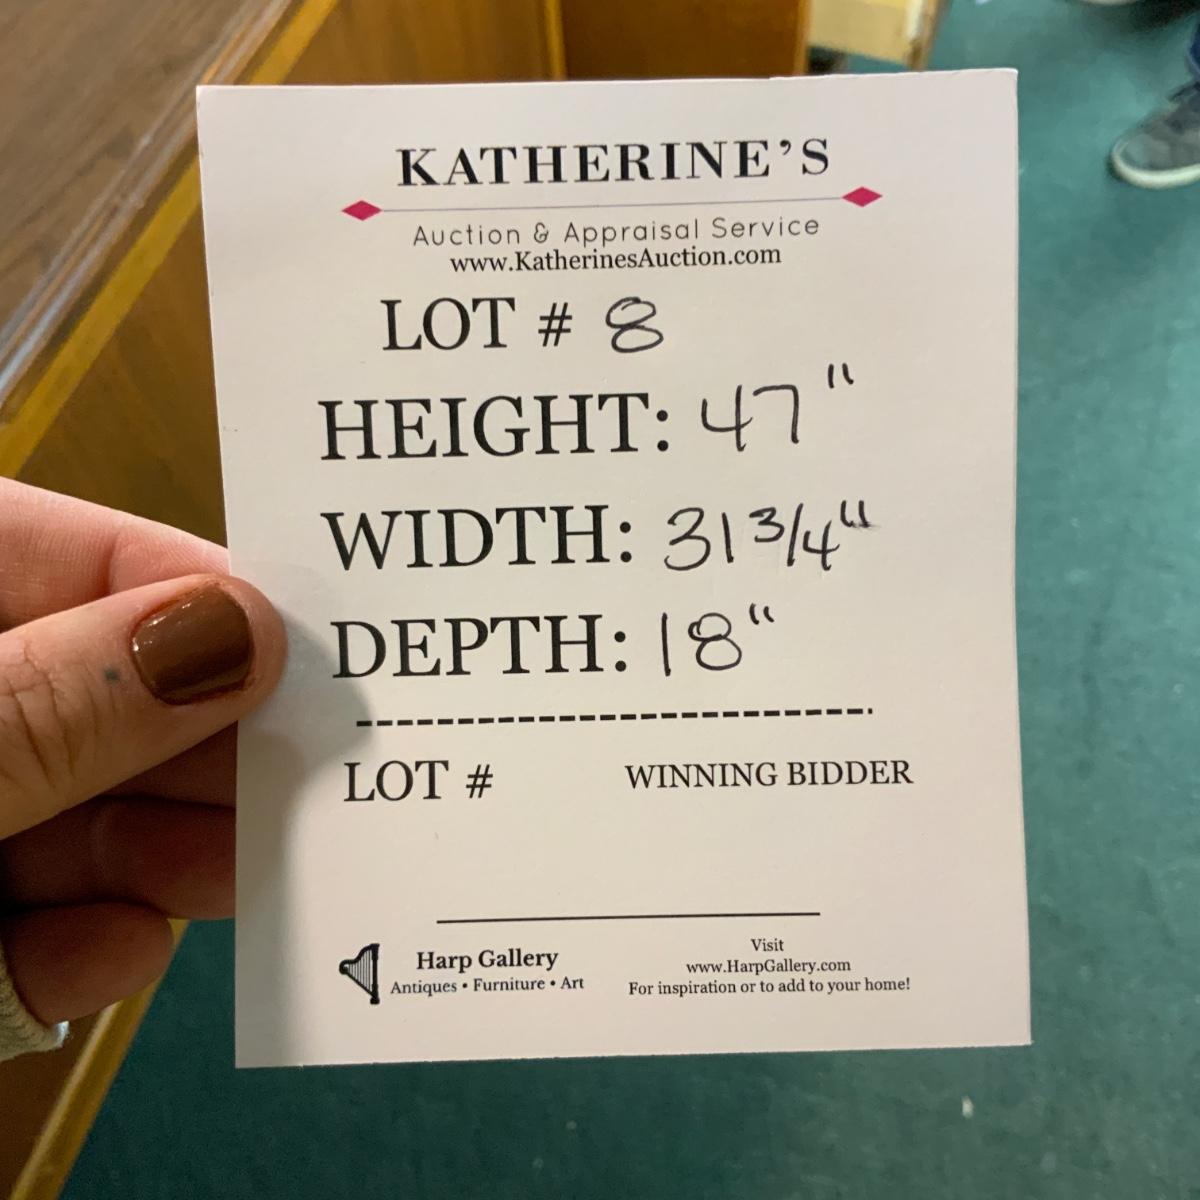 KATHERINE'S
Auction & Appraisal Service
www.KatherinesAuction.com
LOT # 8
HEIGHT: 47"
WIDTH: 31 3/4"
DEPTH: 18"
LOT # WINNING BIDDER
Harp Gallery
Antiques • Furniture • Art
Visit
www.HarpGallery.com
For inspiration or to add to your home!